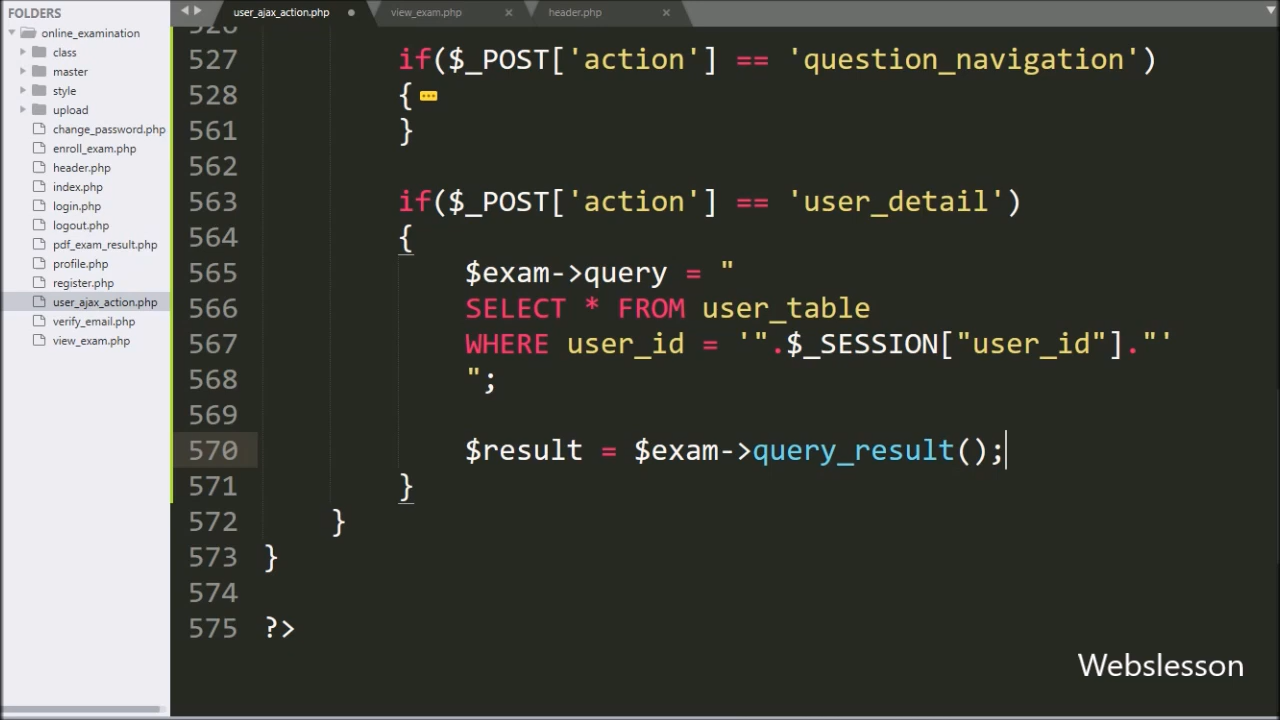 FOLDERS
online_examination
class
master
style
upload
change_password.php
enroll_exam.php
header.php
index.php
login.php
logout.php
pdf_exam_result.php
profile.php
register.php
user_ajax_action.php
verify_email.php
view_exam.php
user_ajax_action.php
view_exam.php
header.php
526
527 if($_POST['action'] == 'question_navigation')
528 {
561 }
562
563 if($_POST['action'] == 'user_detail')
564 {
565 $exam->query = "
566 SELECT * FROM user_table
567 WHERE user_id = '".$_SESSION["user_id"]."'
568 ";
569
570 $result = $exam->query_result();
571 }
572 }
573 }
574
575 ?>
Webslesson